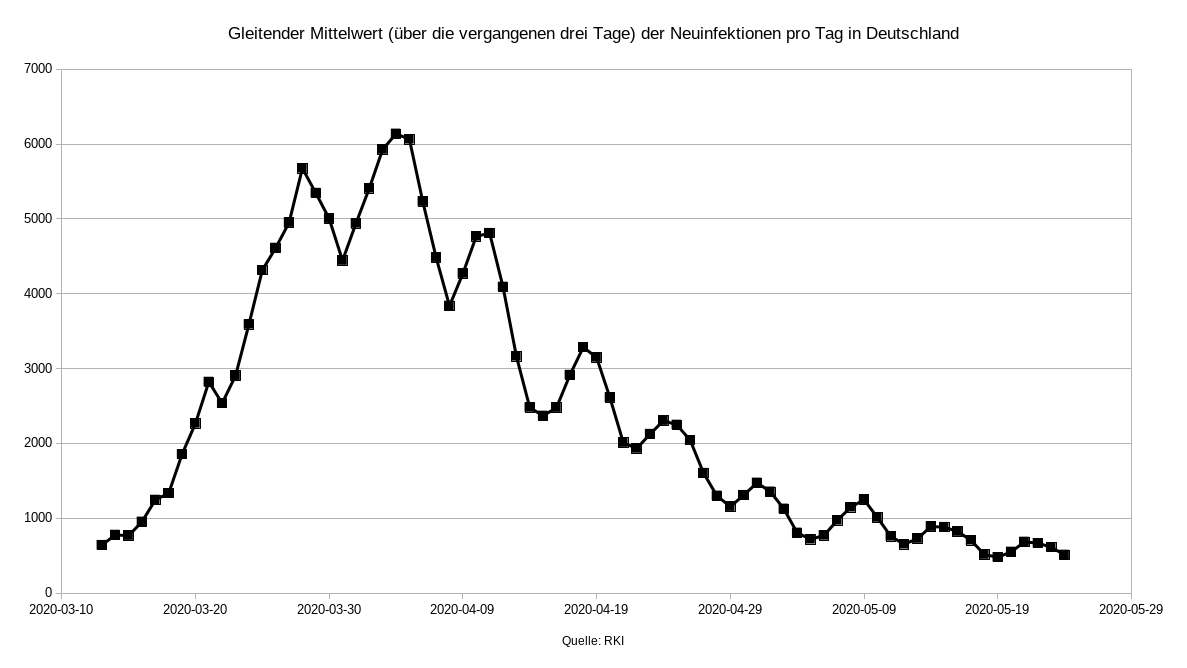 Gleitender Mittelwert (über die vergangenen drei Tage) der Neuinfektionen pro Tag in Deutschland
7000
6000
5000
4000
3000
2000
1000
0
2020-03-10 2020-03-20 2020-03-30 2020-04-09 2020-04-19 2020-04-29 2020-05-09 2020-05-19 2020-05-29
Quelle: RKI